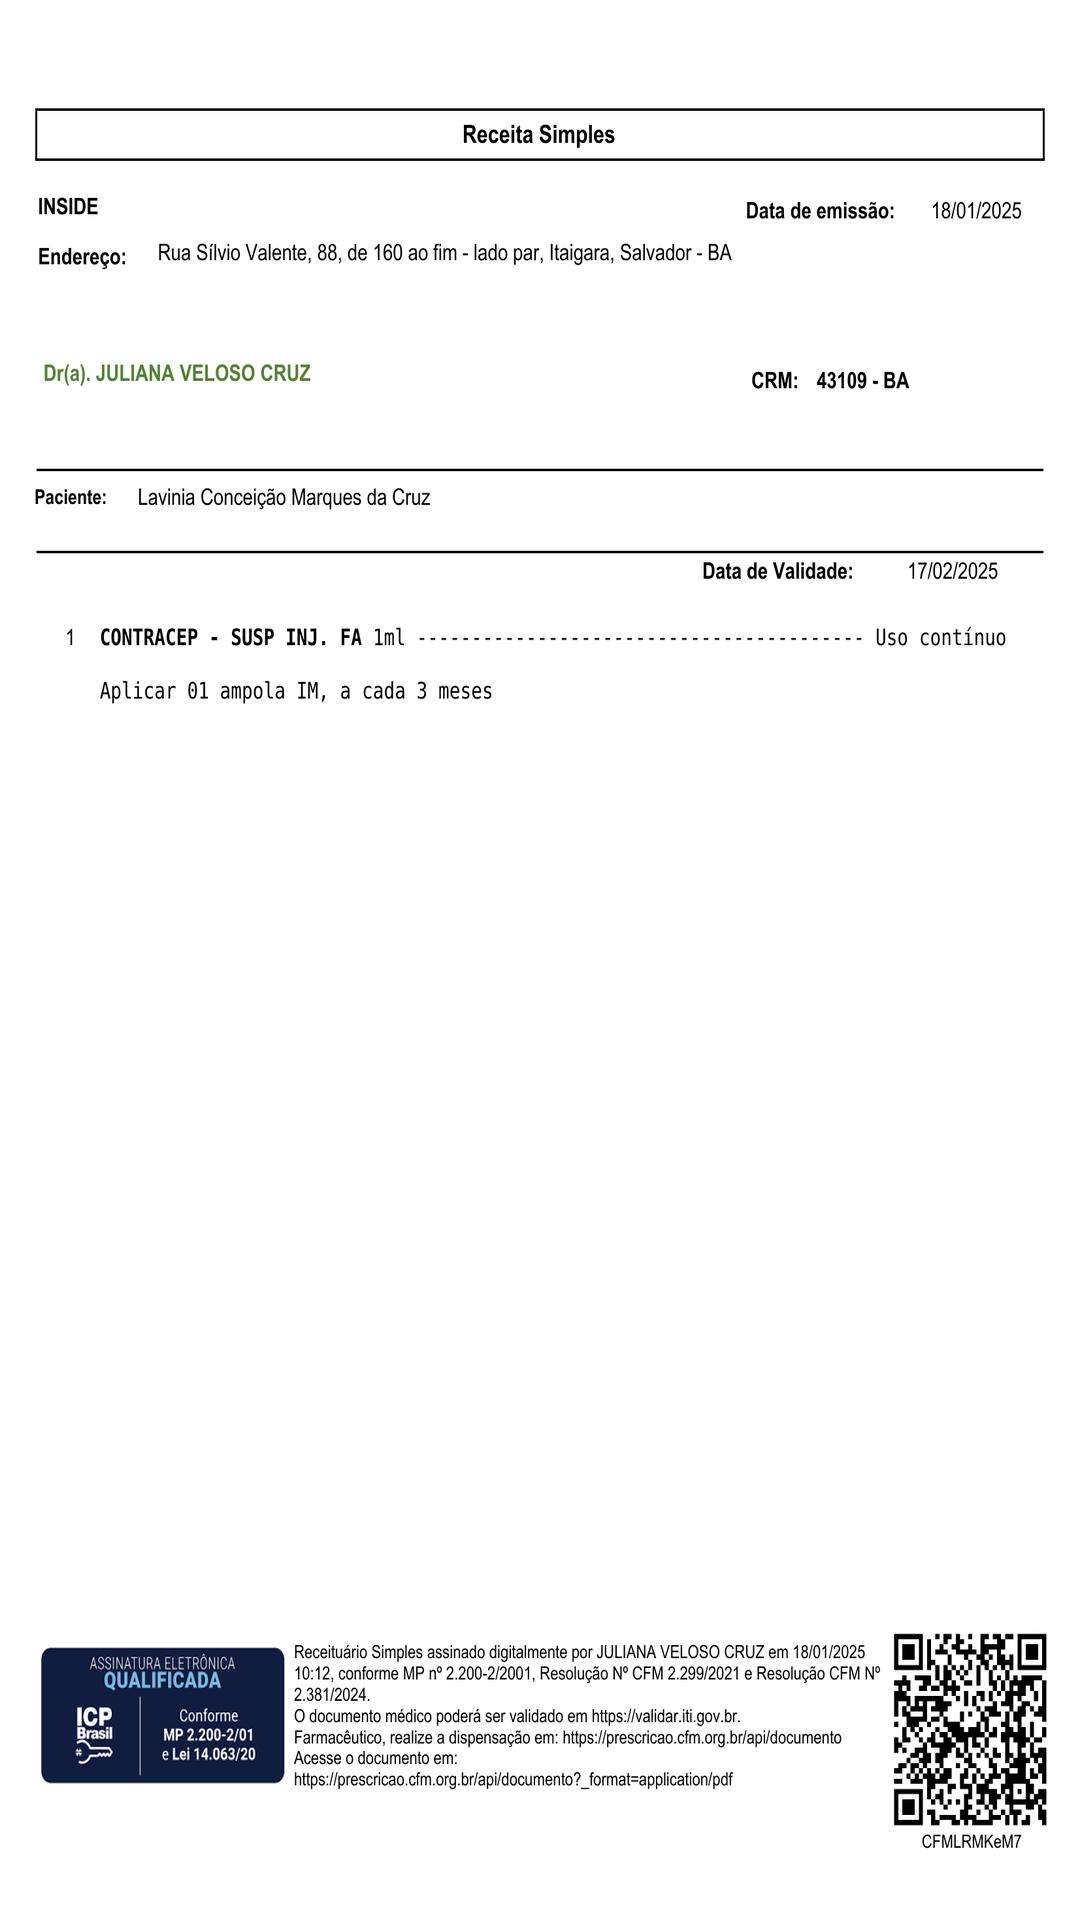 Receita Simples
INSIDE
Data de emissão: 18/01/2025
Endereço: Rua Sílvio Valente, 88, de 160 ao fim - lado par, Itaigara, Salvador - BA
Dr(a). JULIANA VELOSO CRUZ
CRM: 43109 - BA
Paciente: Lavinia Conceição Marques da Cruz
Data de Validade: 17/02/2025
1 CONTRACEP - SUSP INJ. FA 1ml ----------------------------------------- Uso contínuo
Aplicar 01 ampola IM, a cada 3 meses
ASSINATURA ELETRÔNICA
QUALIFICADA
ICP
Brasil
Conforme
MP 2.200-2/01
e Lei 14.063/20
Receituário Simples assinado digitalmente por JULIANA VELOSO CRUZ em 18/01/2025
10:12, conforme MP nº 2.200-2/2001, Resolução Nº CFM 2.299/2021 e Resolução CFM Nº
2.381/2024.
O documento médico poderá ser validado em https://validar.iti.gov.br.
Farmacêutico, realize a dispensação em: https://prescricao.cfm.org.br/api/documento
Acesse o documento em:
https://prescricao.cfm.org.br/api/documento?_format=application/pdf
CFMLRMKeM7